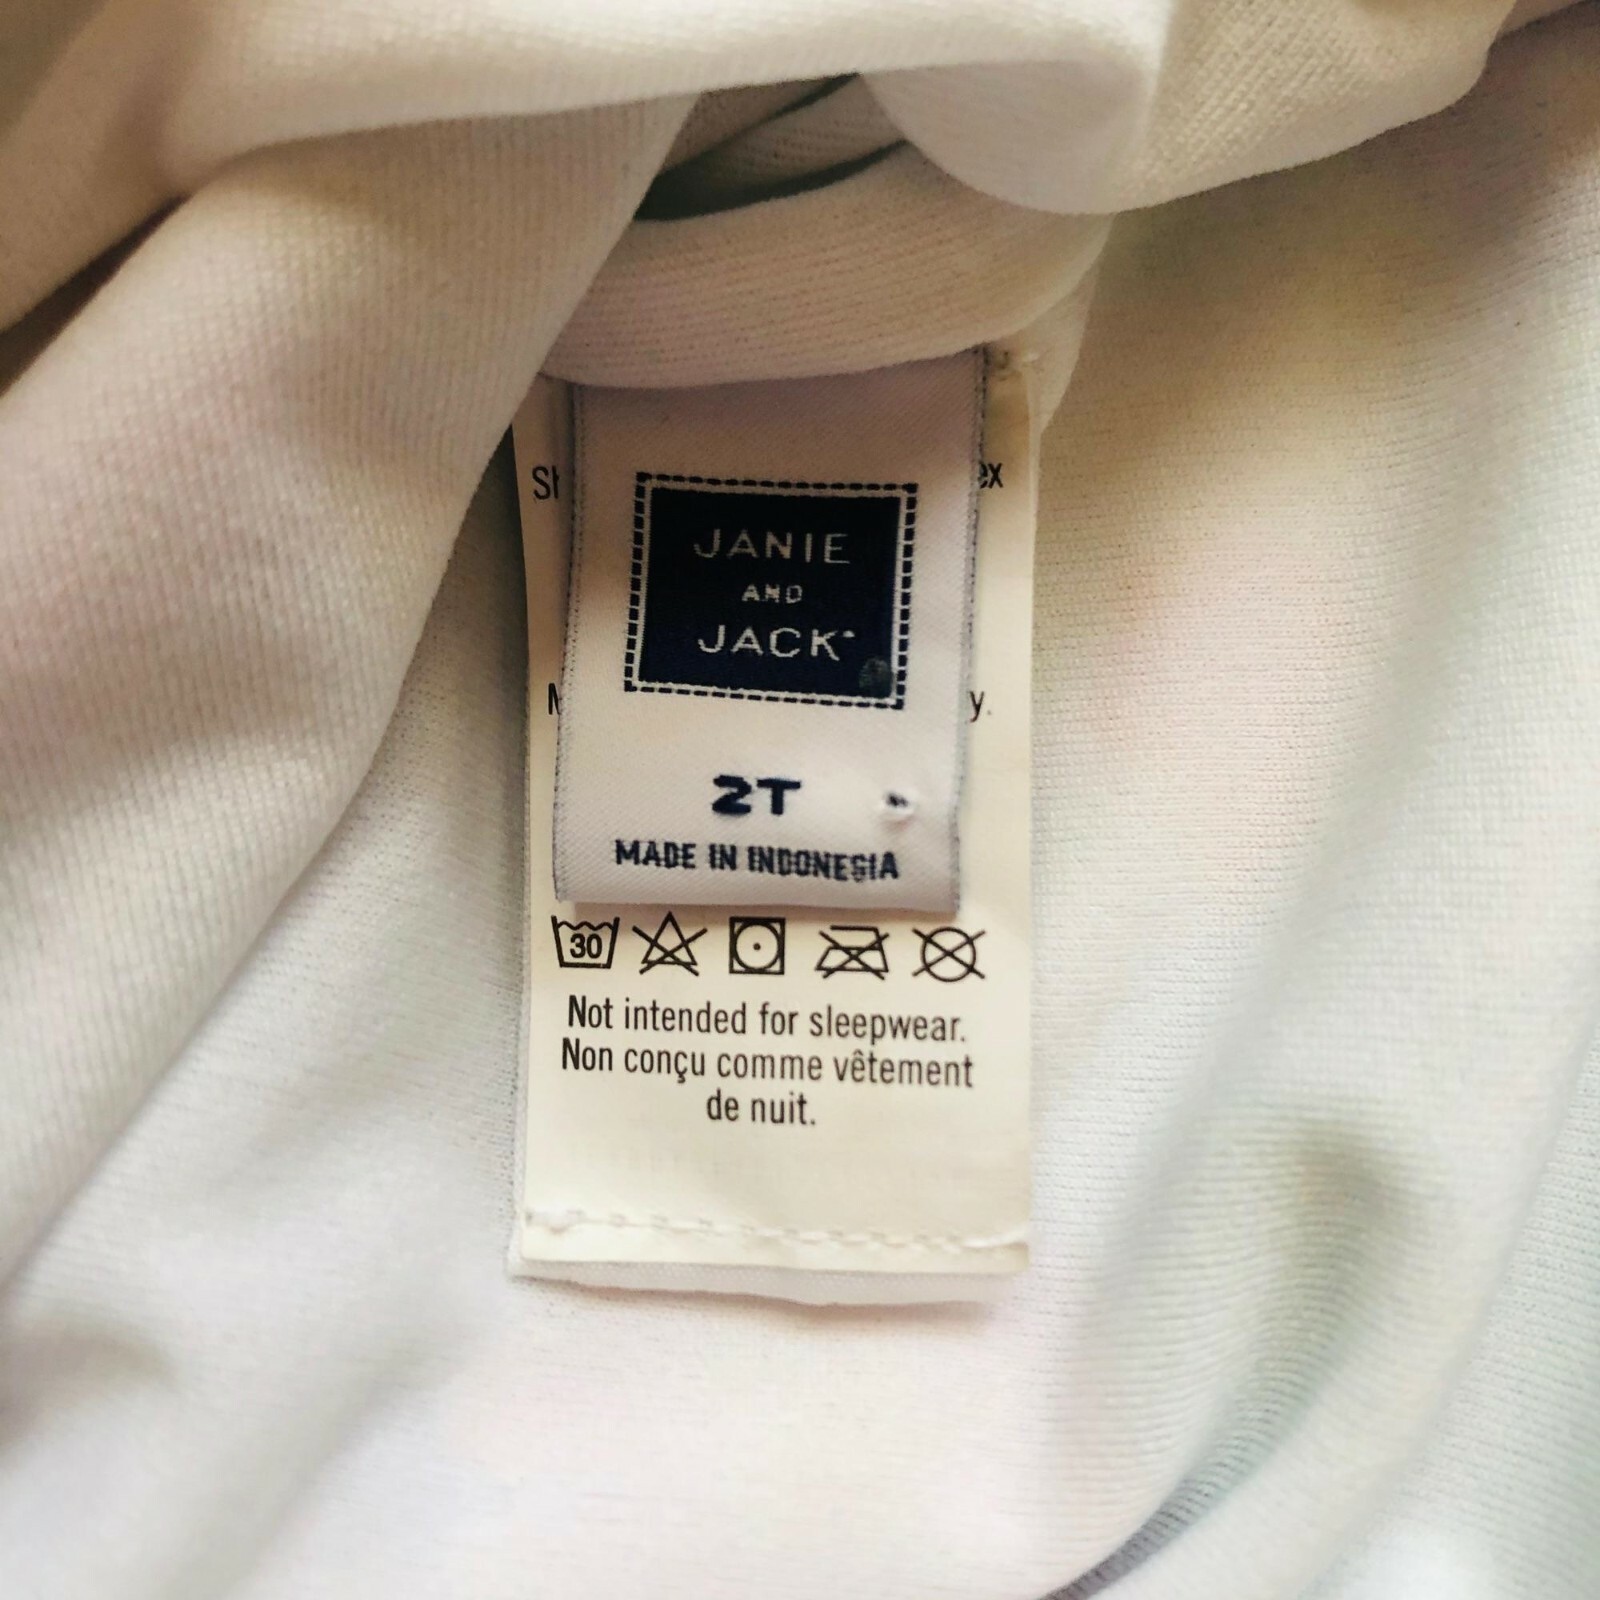 JANIE
AND
JACK
2T
MADE IN INDONESIA
30
Not intended for sleepwear.
Non conçu comme vêtement
de nuit.